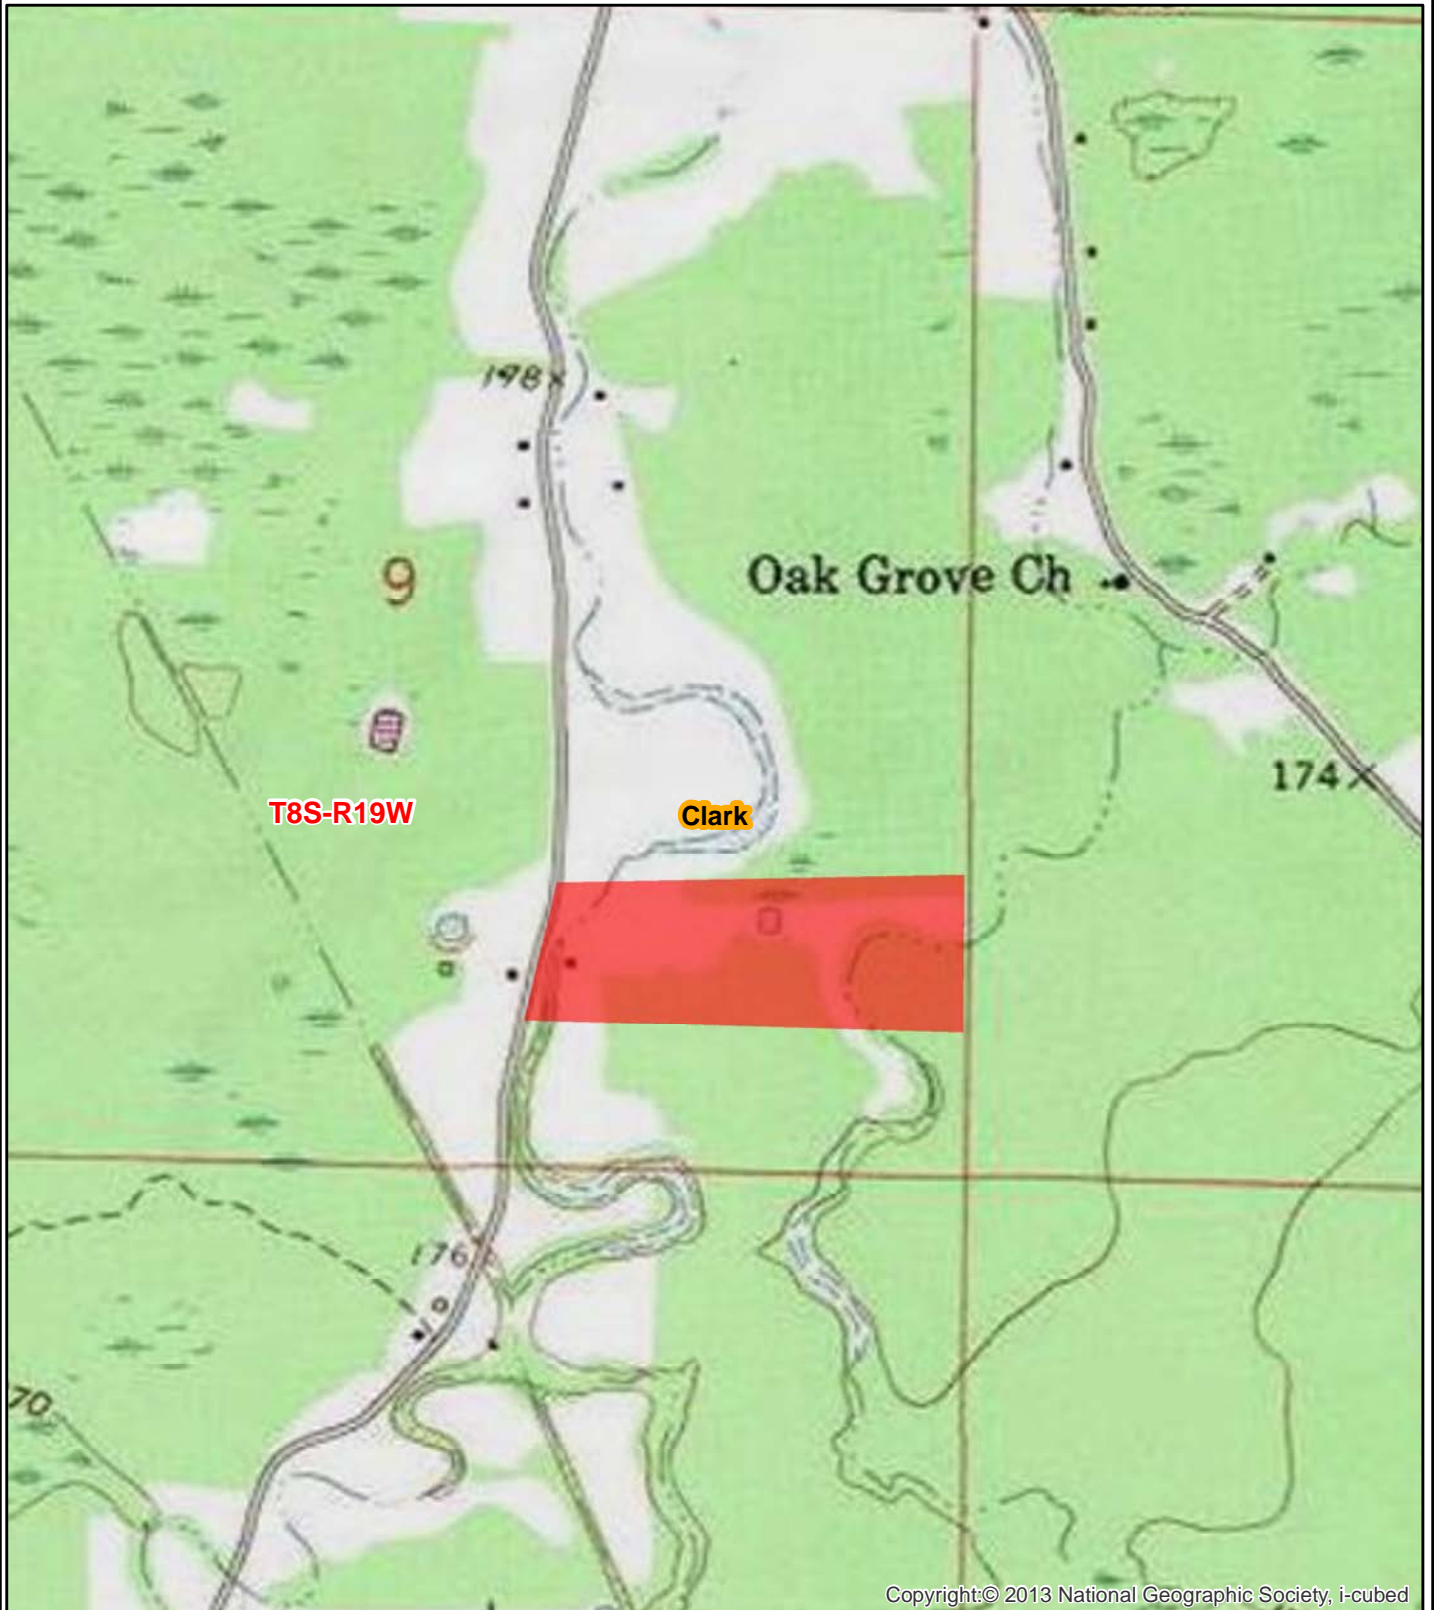 198
9
Oak Grove Ch
T8S-R19W
Clark
174
176
70
Copyright:© 2013 National Geographic Society, i-cubed